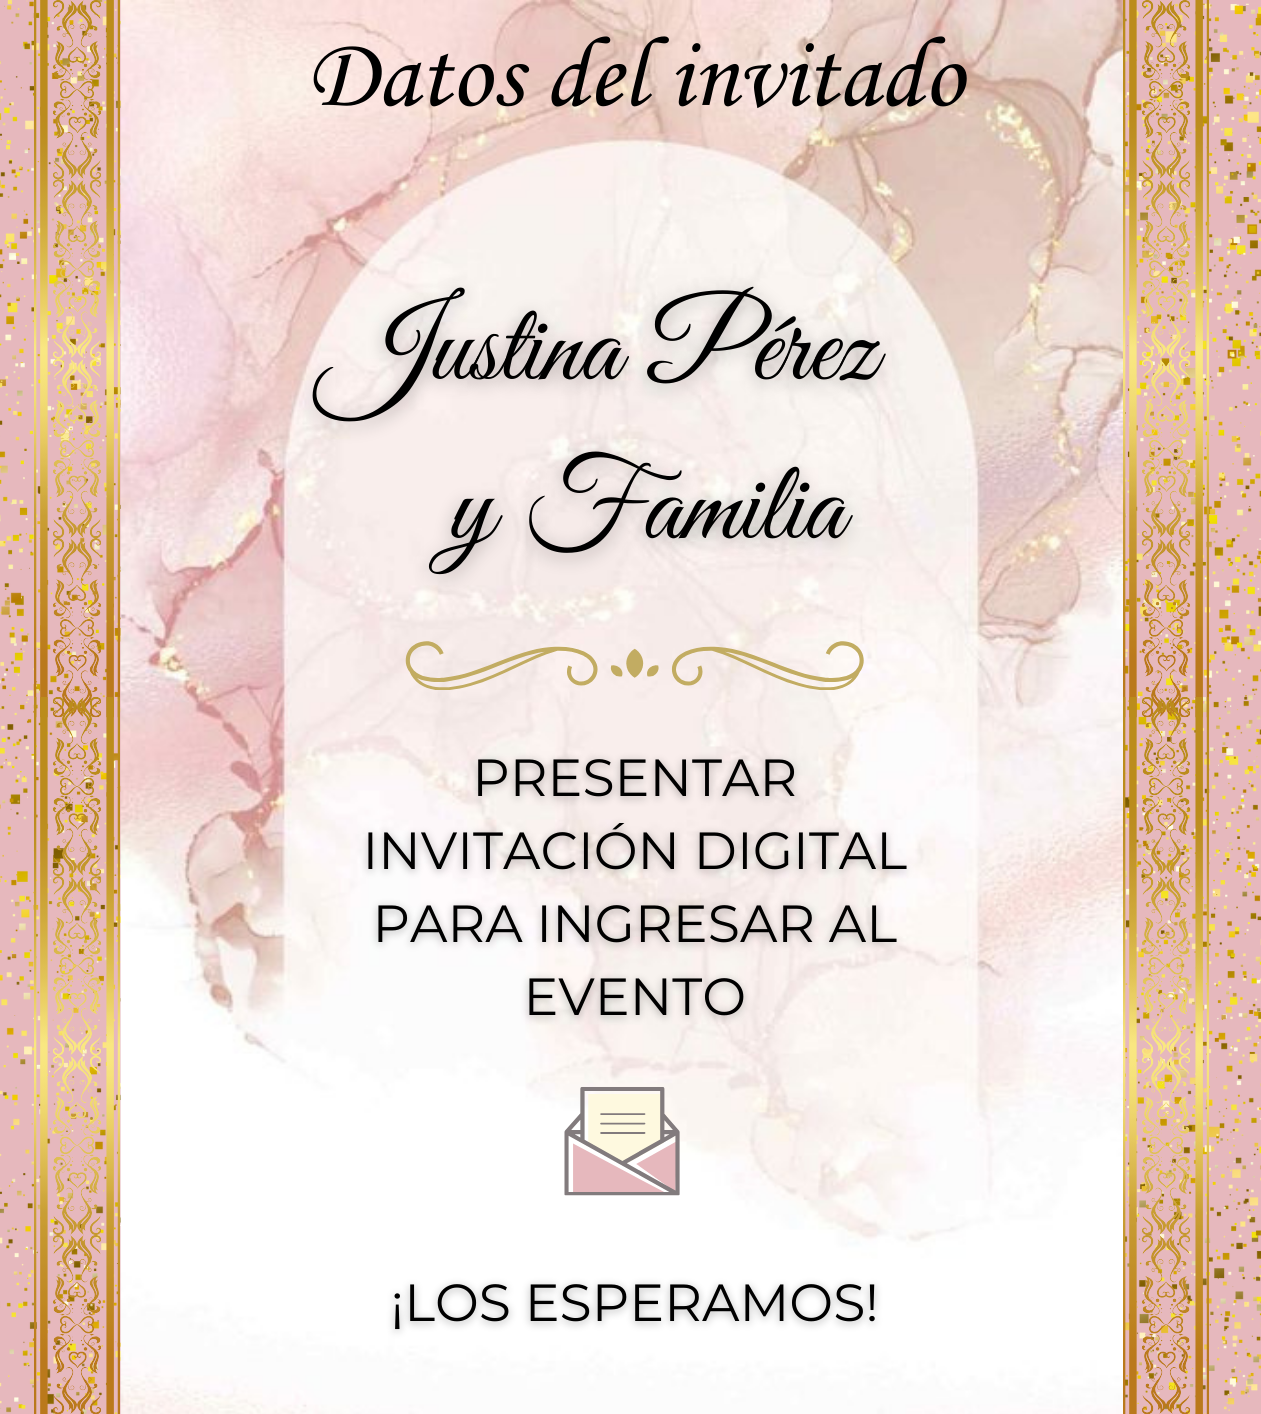 Datos del invitado
Justina Pérez
y Familia
PRESENTAR
INVITACIÓN DIGITAL
PARA INGRESAR AL
EVENTO
¡LOS ESPERAMOS!